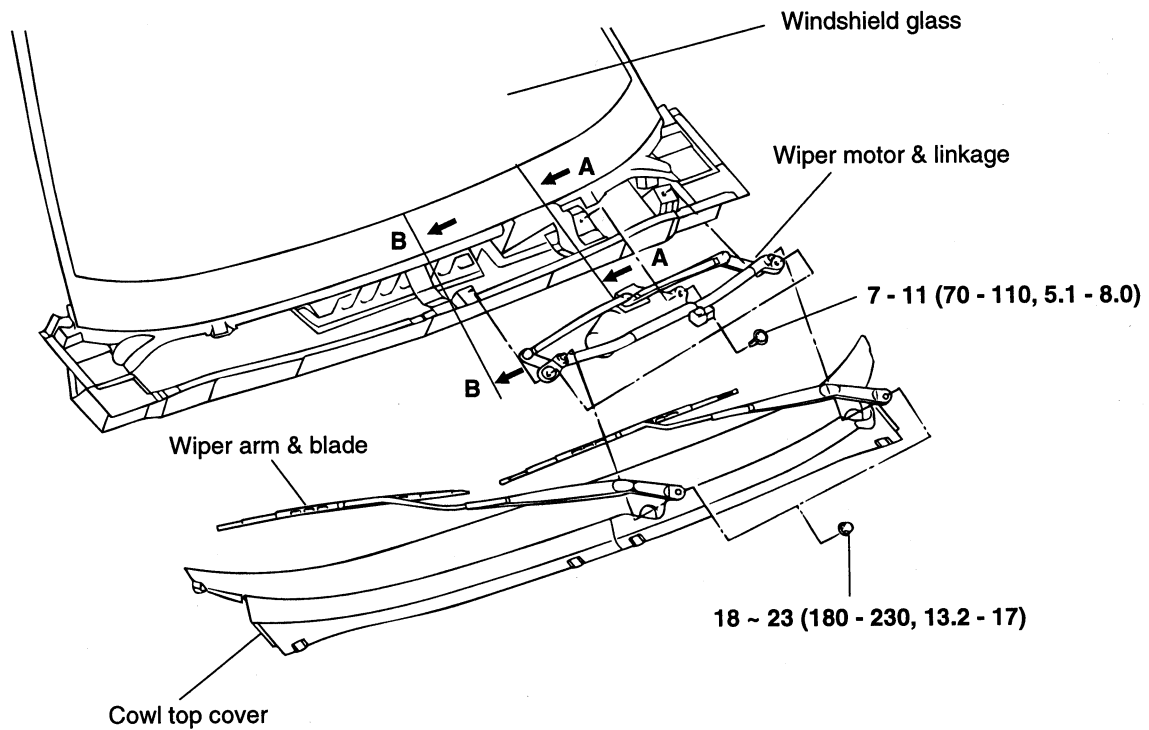 Windshield glass
Wiper motor & linkage
A
B
A
7 - 11 (70 - 110, 5.1 - 8.0)
B
Wiper arm & blade
18 ~ 23 (180 - 230, 13.2 - 17)
Cowl top cover